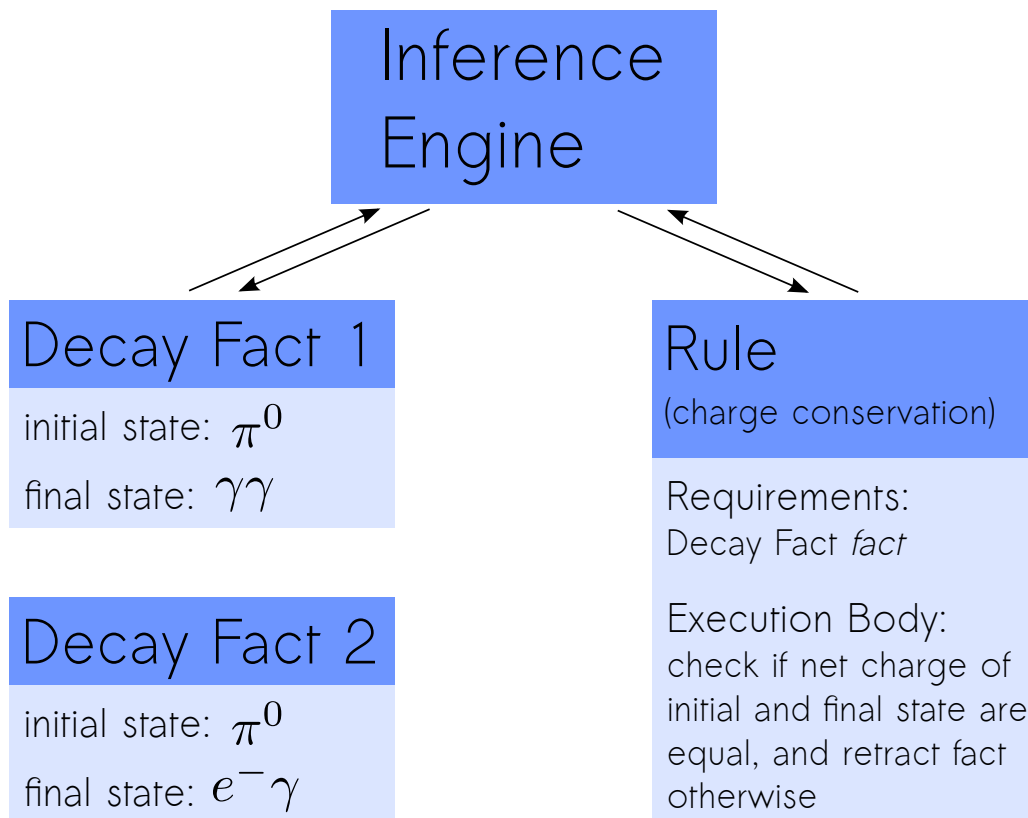 Inference
Engine
Decay Fact 1
initial state: π⁰
final state: γγ
Decay Fact 2
initial state: π⁰
final state: e⁻γ
Rule
(charge conservation)
Requirements:
Decay Fact fact
Execution Body:
check if net charge of
initial and final state are
equal, and retract fact
otherwise